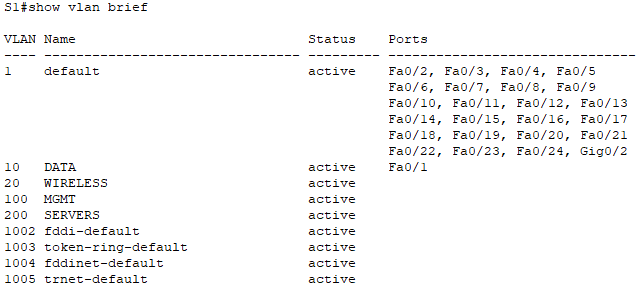 S1#show vlan brief
VLAN Name                             Status    Ports
---- -------------------------------- --------- -------------------------------
1    default                          active    Fa0/2, Fa0/3, Fa0/4, Fa0/5
                                                Fa0/6, Fa0/7, Fa0/8, Fa0/9
                                                Fa0/10, Fa0/11, Fa0/12, Fa0/13
                                                Fa0/14, Fa0/15, Fa0/16, Fa0/17
                                                Fa0/18, Fa0/19, Fa0/20, Fa0/21
                                                Fa0/22, Fa0/23, Fa0/24, Gig0/2
10   DATA                             active    Fa0/1
20   WIRELESS                         active
100  MGMT                             active
200  SERVERS                          active
1002 fddi-default                     active
1003 token-ring-default               active
1004 fddinet-default                  active
1005 trnet-default                    active